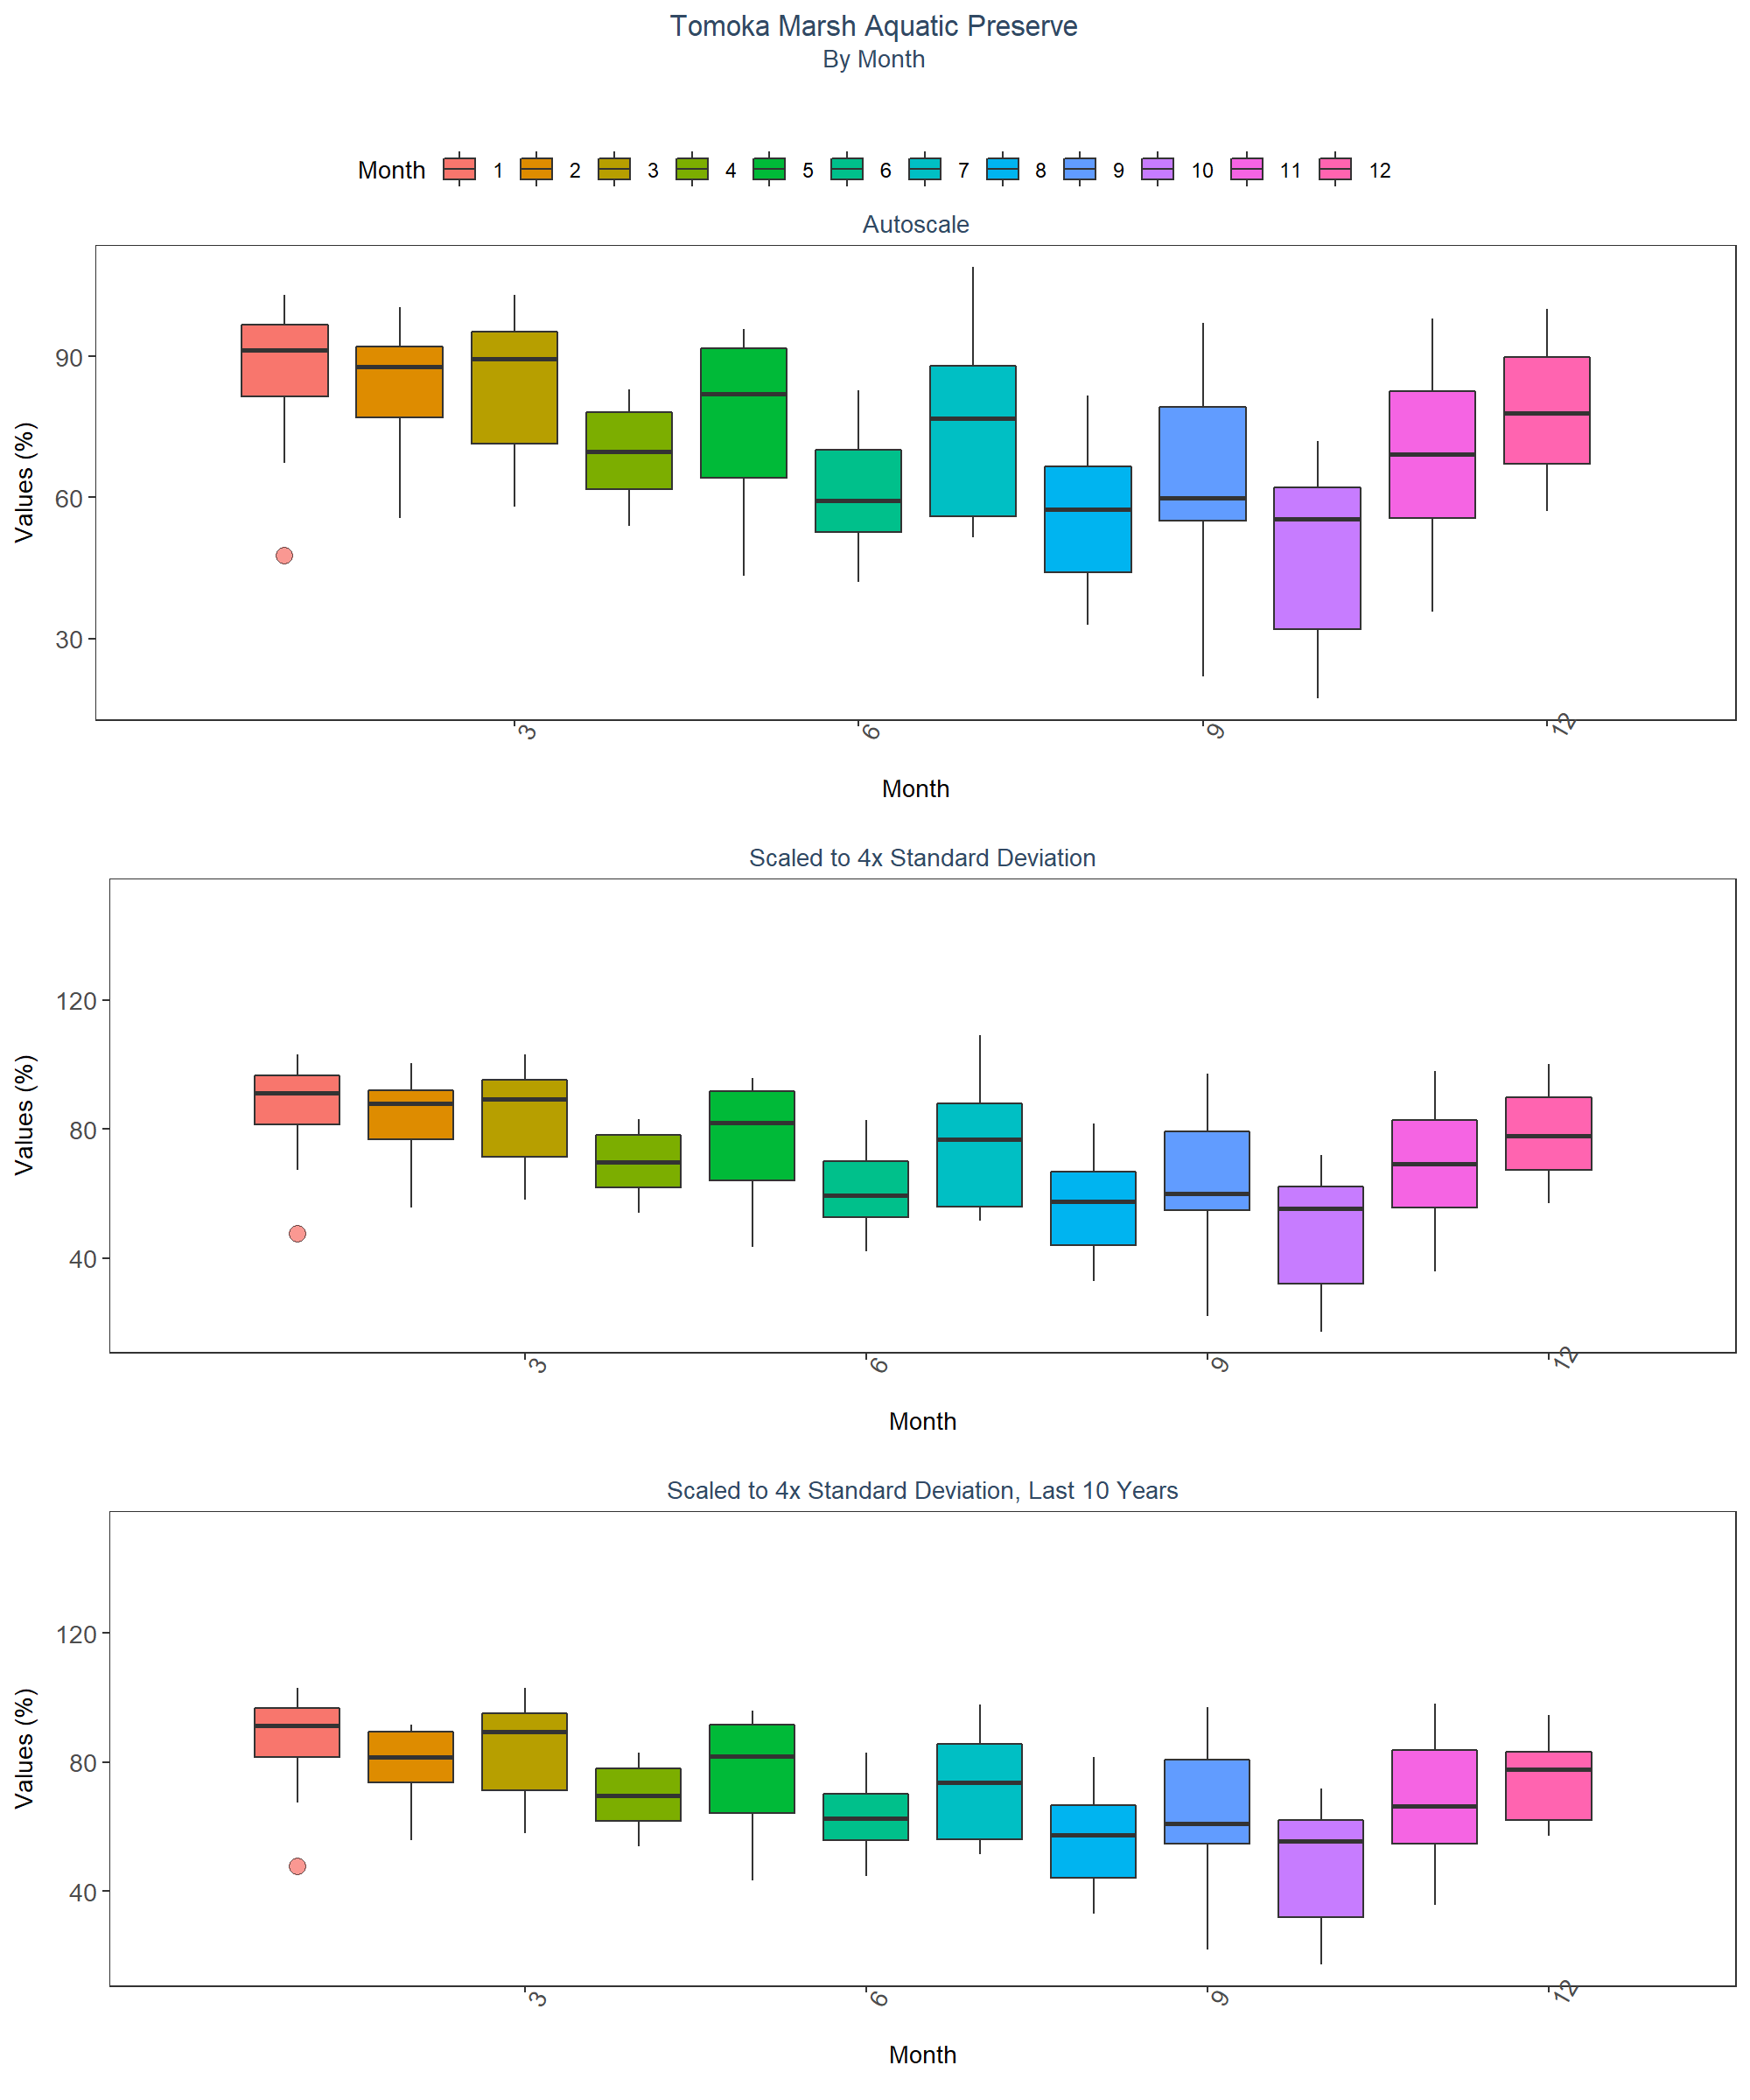 Tomoka Marsh Aquatic Preserve
By Month
Month 1 2 3 4 5 6 7 8 9 10 11 12
Autoscale
Values (%)
90
60
30
3 6 9 12
Month
Scaled to 4x Standard Deviation
Values (%)
120
80
40
3 6 9 12
Month
Scaled to 4x Standard Deviation, Last 10 Years
Values (%)
120
80
40
3 6 9 12
Month